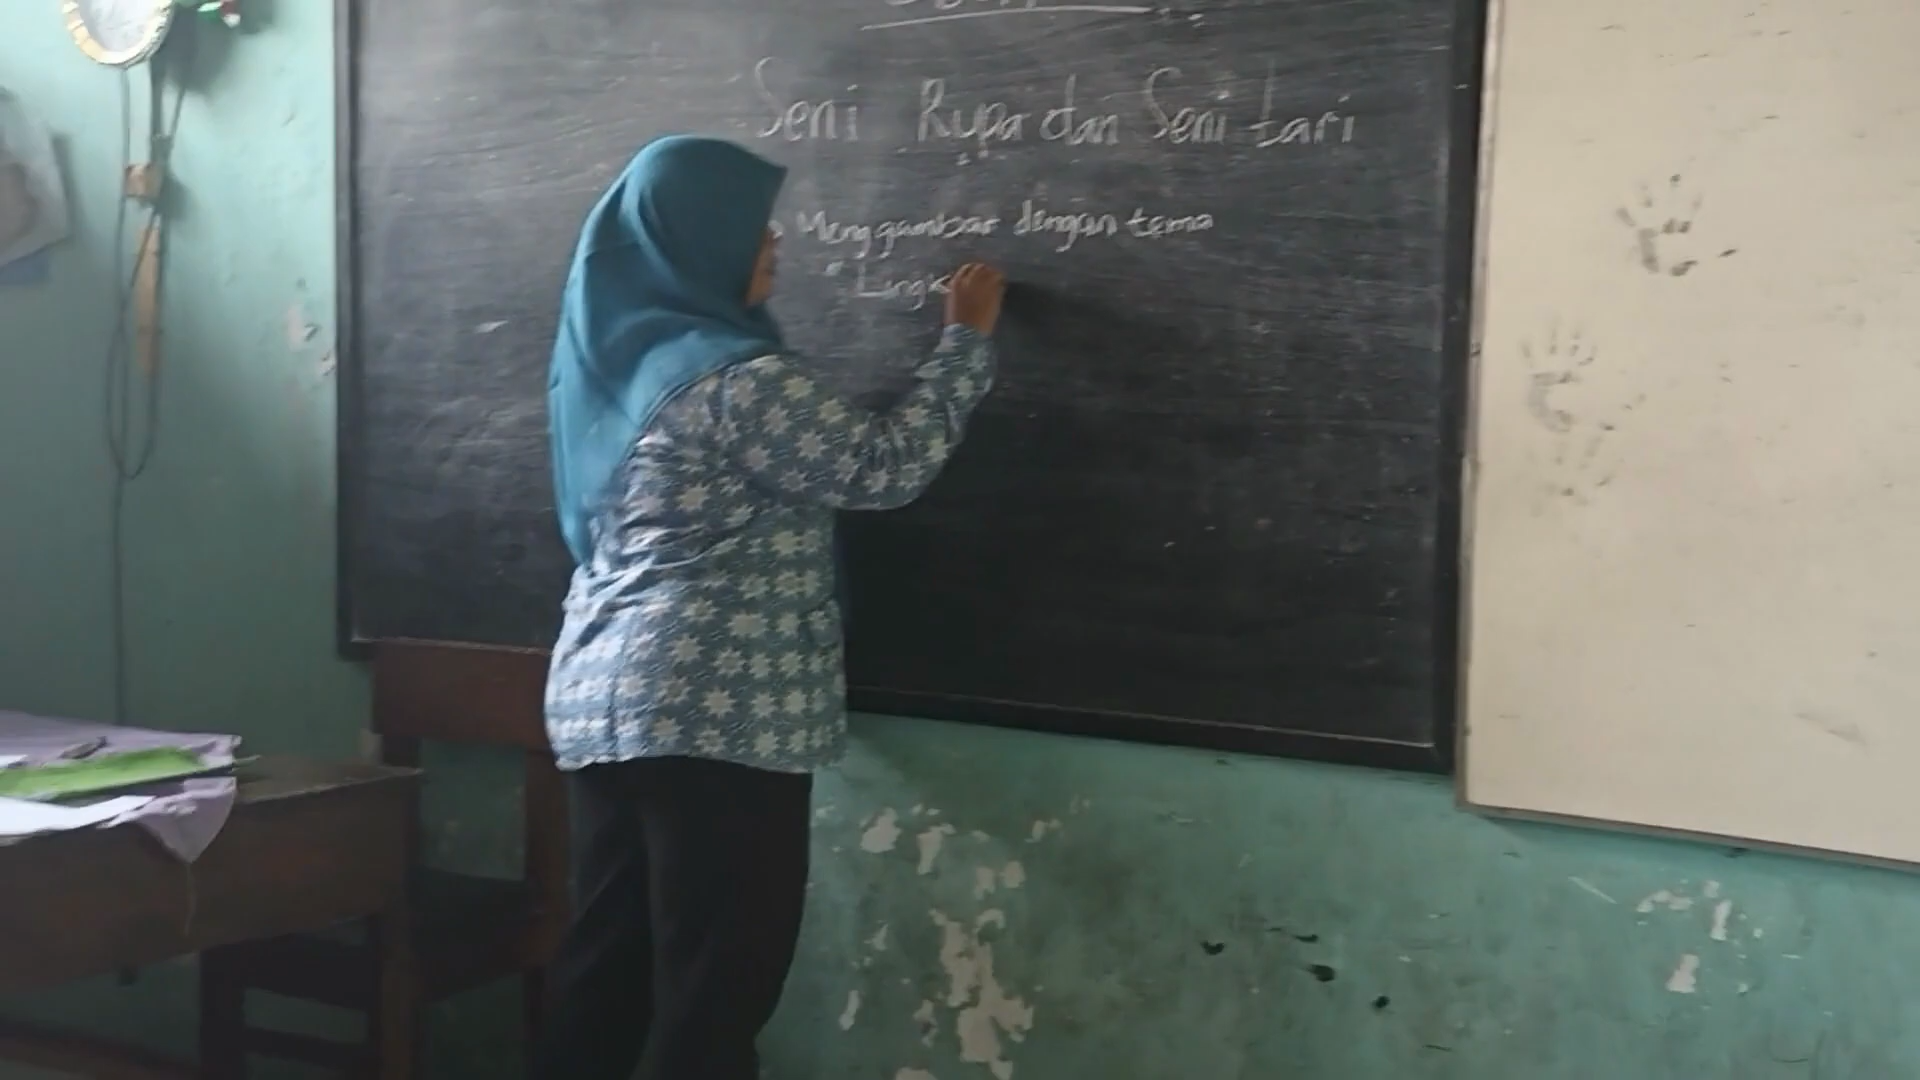 Seni Rupa dan Seni tari
Menggambar dengan tema
"Lingk